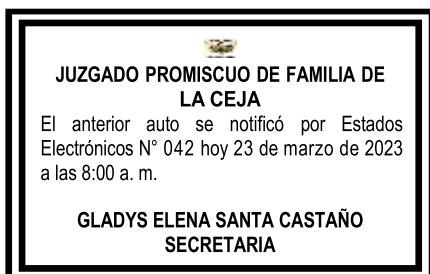 JUZGADO PROMISCUO DE FAMILIA DE
LA CEJA
El anterior auto se notificó por Estados
Electrónicos N° 042 hoy 23 de marzo de 2023
a las 8:00 a. m.
GLADYS ELENA SANTA CASTAÑO
SECRETARIA